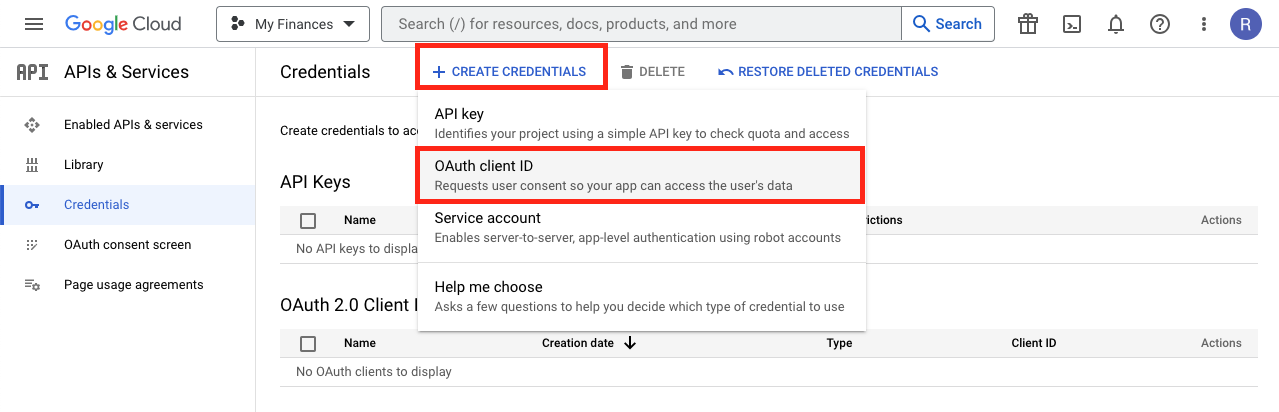 Google Cloud My Finances Search (/) for resources, docs, products, and more Search R
API APIs & Services Credentials CREATE CREDENTIALS DELETE RESTORE DELETED CREDENTIALS
Enabled APIs & services
Library
Credentials
OAuth consent screen
Page usage agreements
API key
Identifies your project using a simple API key to check quota and access
OAuth client ID
Requests user consent so your app can access the user's data
Service account
Enables server-to-server, app-level authentication using robot accounts
Help me choose
Asks a few questions to help you decide which type of credential to use
Create credentials to
API Keys
Name Actions
No API keys to
OAuth 2.0 Client
Name Creation date Type Client ID Actions
No OAuth clients to display